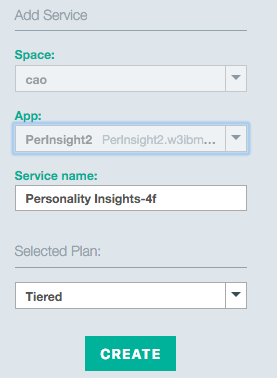 Add Service
Space:
cao
App:
PerInsight2 PerInsight2.w3ibm...
Service name:
Personality Insights-4f
Selected Plan:
Tiered
CREATE